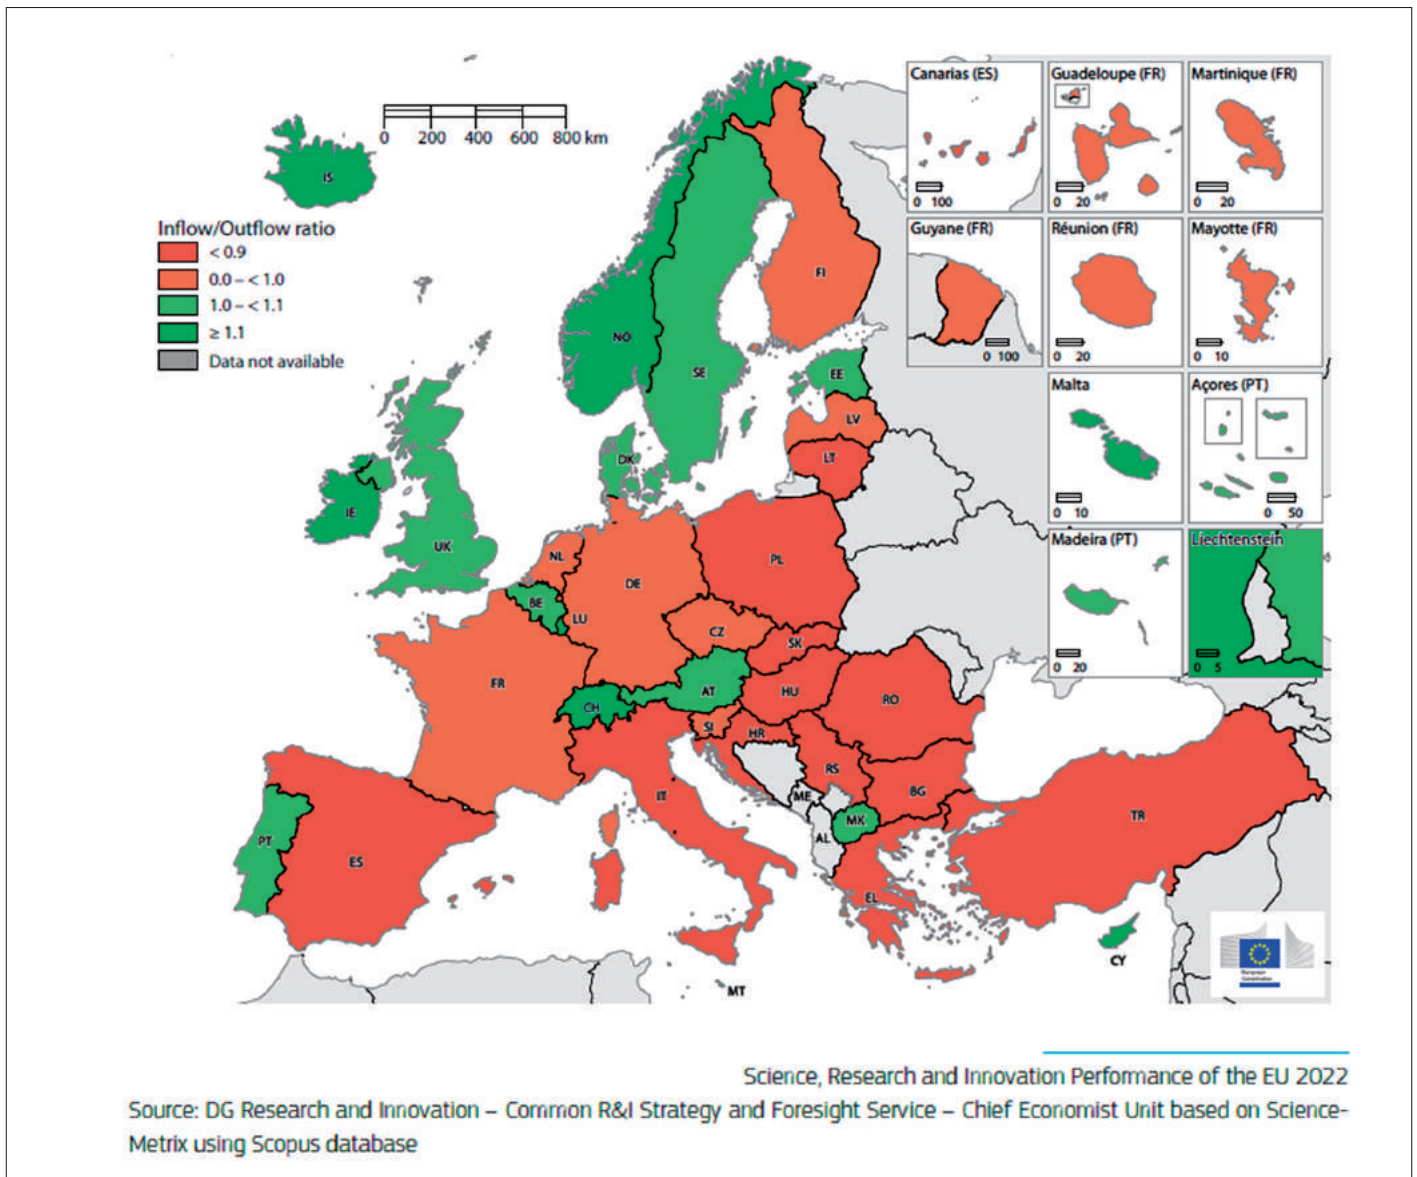 Canarias (ES)
Guadeloupe (FR)
Martinique (FR)
0 200 400 600 800 km
IS
0 100
0 20
0 20
Inflow/Outflow ratio
< 0.9
0.0 – < 1.0
1.0 – < 1.1
≥ 1.1
Data not available
Guyane (FR)
Réunion (FR)
Mayotte (FR)
FI
NO
0 100
0 20
0 10
SE
EE
Malta
Açores (PT)
LV
LT
DK
0 10
0 50
IE
UK
NL
DE
PL
Madeira (PT)
Liechtenstein
BE
LU
CZ
SK
0 20
0 5
FR
CH
AT
HU
RO
SI
HR
RS
IT
ME
BG
MK
TR
PT
ES
AL
EL
CY
MT
European
Commission
Science, Research and Innovation Performance of the EU 2022
Source: DG Research and Innovation – Common R&I Strategy and Foresight Service – Chief Economist Unit based on Science-
Metrix using Scopus database